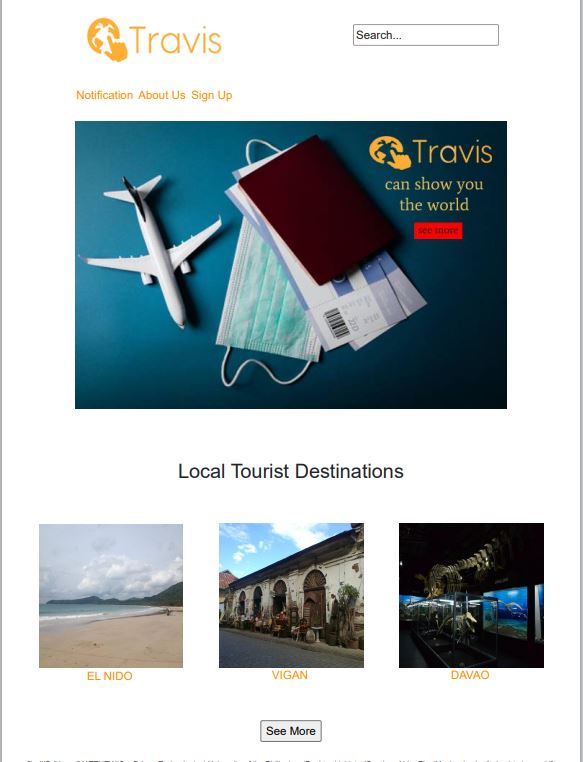 Travis
Search...
Notification About Us Sign Up
Travis
can show you
the world
see more
Local Tourist Destinations
EL NIDO
VIGAN
DAVAO
See More